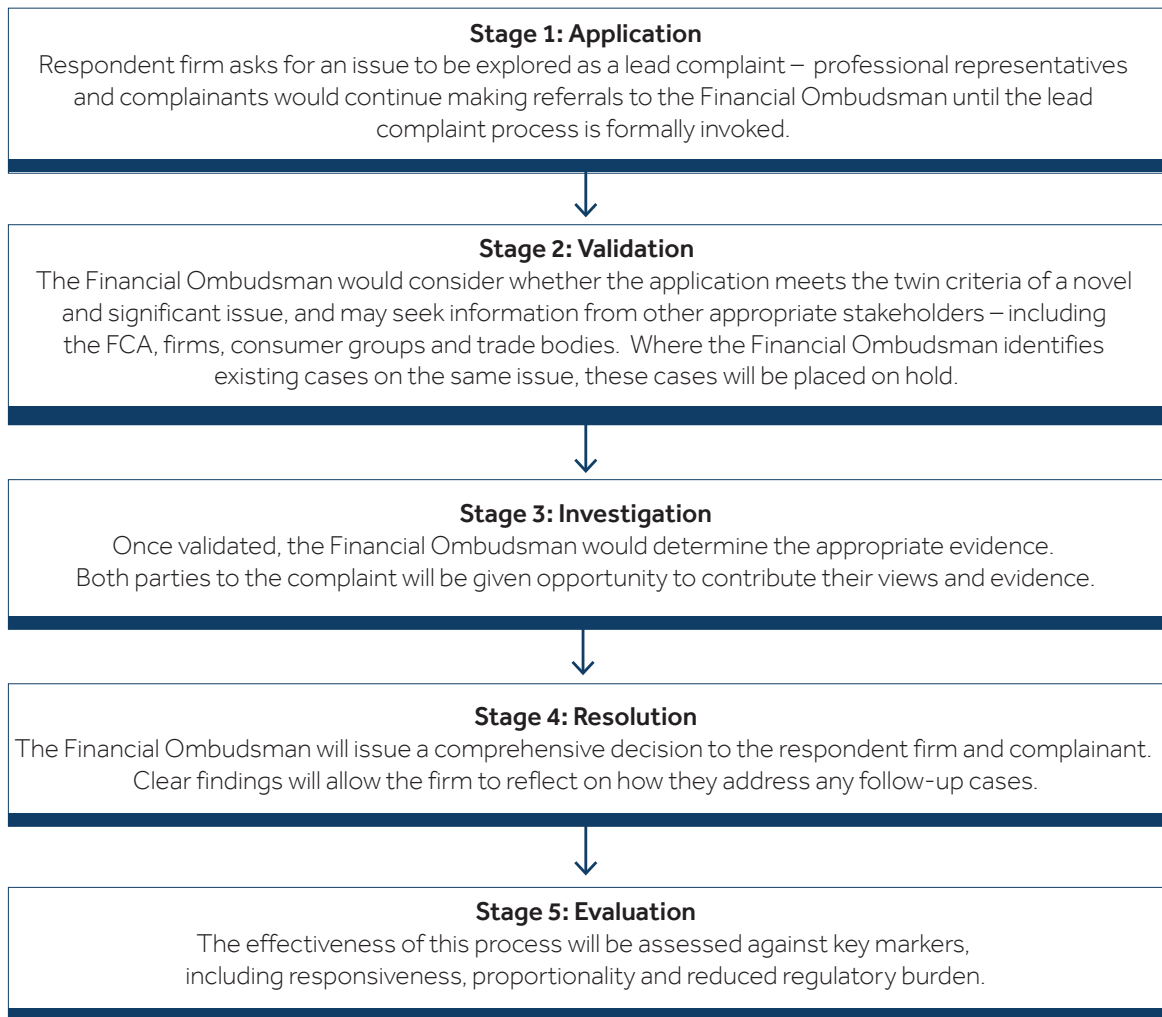 Stage 1: Application
Respondent firm asks for an issue to be explored as a lead complaint – professional representatives
and complainants would continue making referrals to the Financial Ombudsman until the lead
complaint process is formally invoked.
Stage 2: Validation
The Financial Ombudsman would consider whether the application meets the twin criteria of a novel
and significant issue, and may seek information from other appropriate stakeholders – including
the FCA, firms, consumer groups and trade bodies.  Where the Financial Ombudsman identifies
existing cases on the same issue, these cases will be placed on hold.
Stage 3: Investigation
Once validated, the Financial Ombudsman would determine the appropriate evidence.
Both parties to the complaint will be given opportunity to contribute their views and evidence.
Stage 4: Resolution
The Financial Ombudsman will issue a comprehensive decision to the respondent firm and complainant.
Clear findings will allow the firm to reflect on how they address any follow-up cases.
Stage 5: Evaluation
The effectiveness of this process will be assessed against key markers,
including responsiveness, proportionality and reduced regulatory burden.